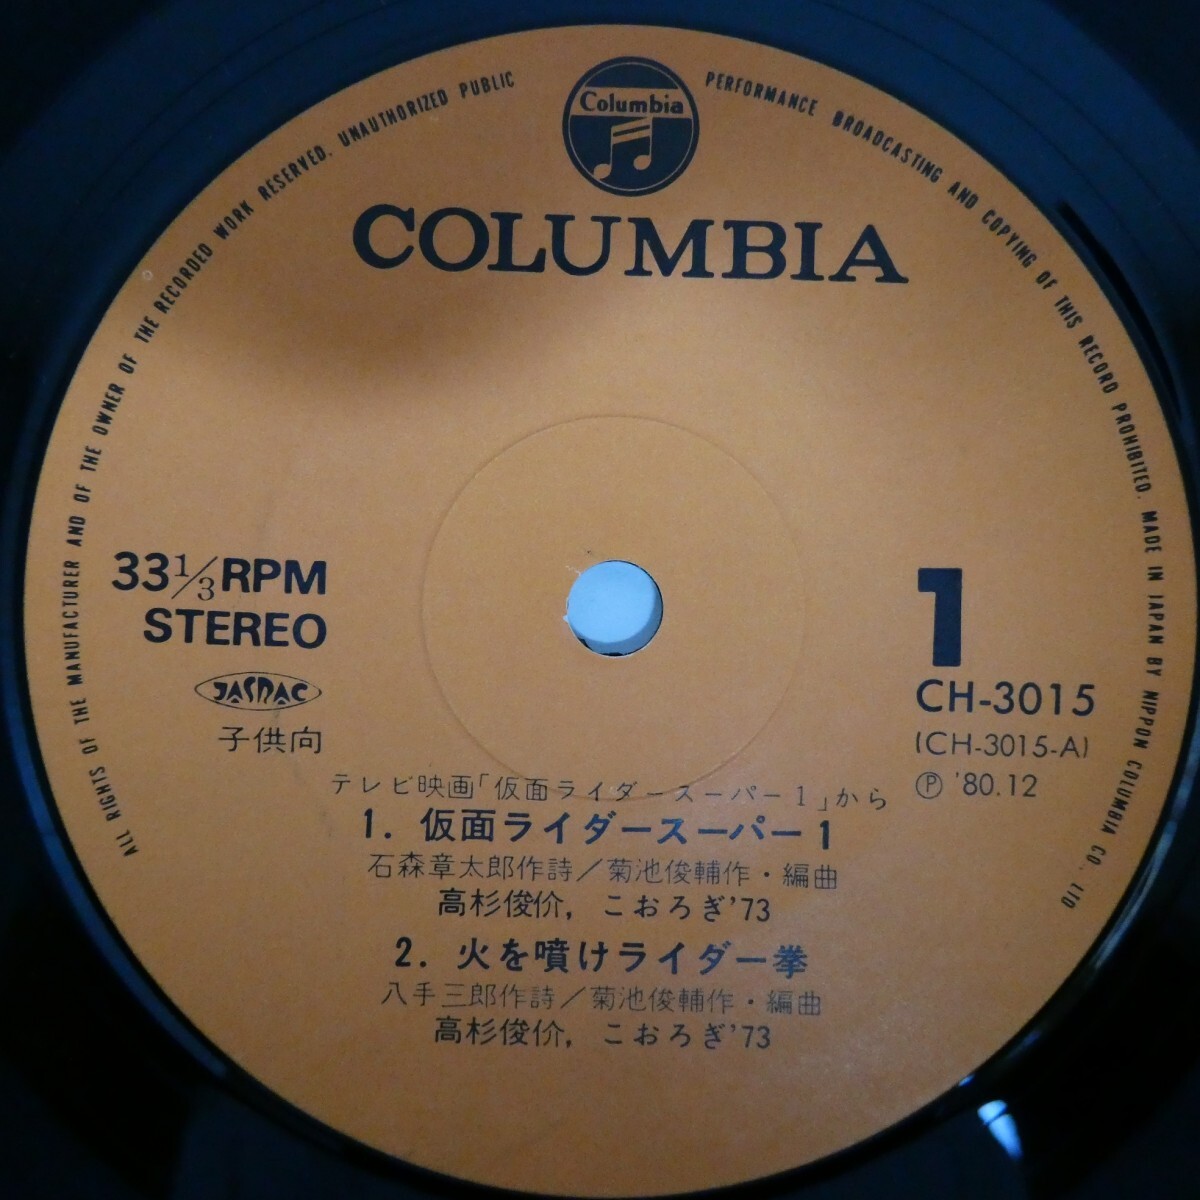 ALL RIGHTS OF THE MANUFACTURER AND OF THE OWNER OF THE RECORDED WORK RESERVED. UNAUTHORIZED PUBLIC PERFORMANCE BROADCASTING AND COPYING OF THIS RECORD PROHIBITED. MADE IN JAPAN BY NIPPON COLUMBIA CO., LTD
Columbia
COLUMBIA
33 1/3 RPM
STEREO
JASRAC
子供向
1
CH-3015
(CH-3015-A)
Ⓟ '80.12
テレビ映画「仮面ライダースーパー1」から
1. 仮面ライダースーパー1
石森章太郎作詩/菊池俊輔作・編曲
高杉俊价, こおろぎ'73
2. 火を噴けライダー拳
八手三郎作詩/菊池俊輔作・編曲
高杉俊价, こおろぎ'73